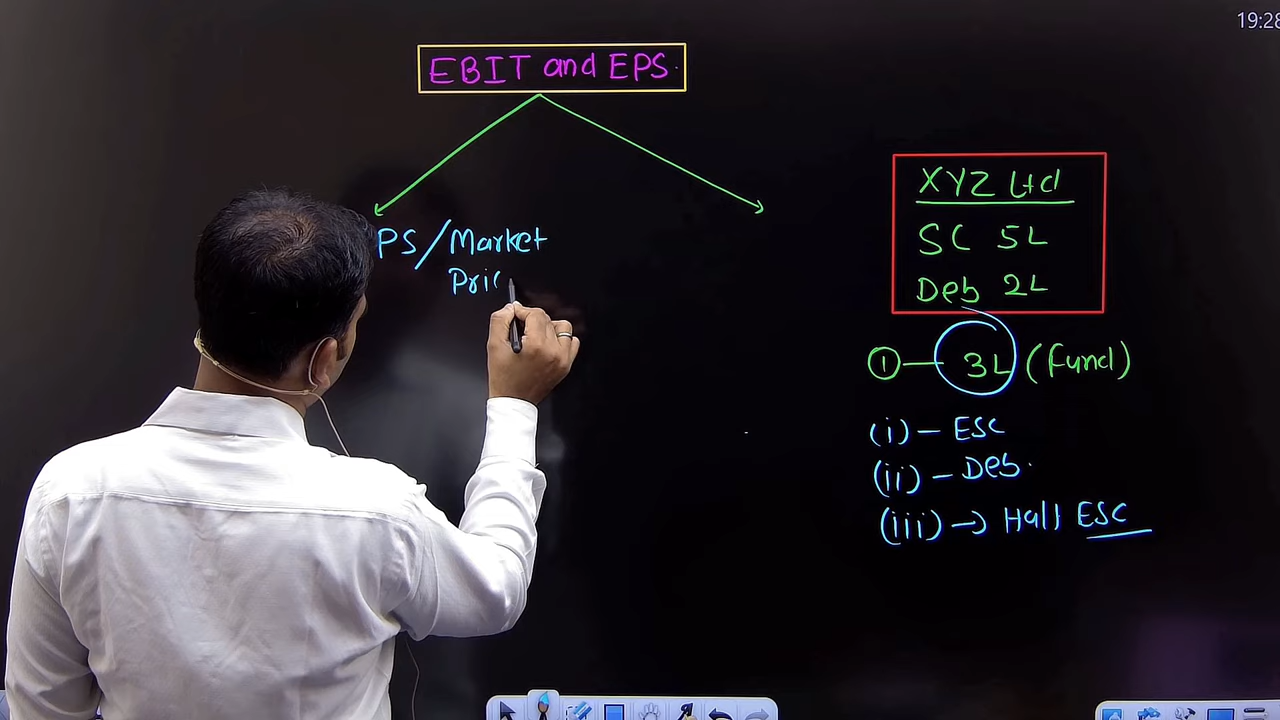 19:28
EBIT and EPS
PS/Market
Pric
XYZ Ltd
SC 5L
Deb 2L
① — 3L (Fund)
(i) – ESC
(ii) – Deb.
(iii) → Half ESC